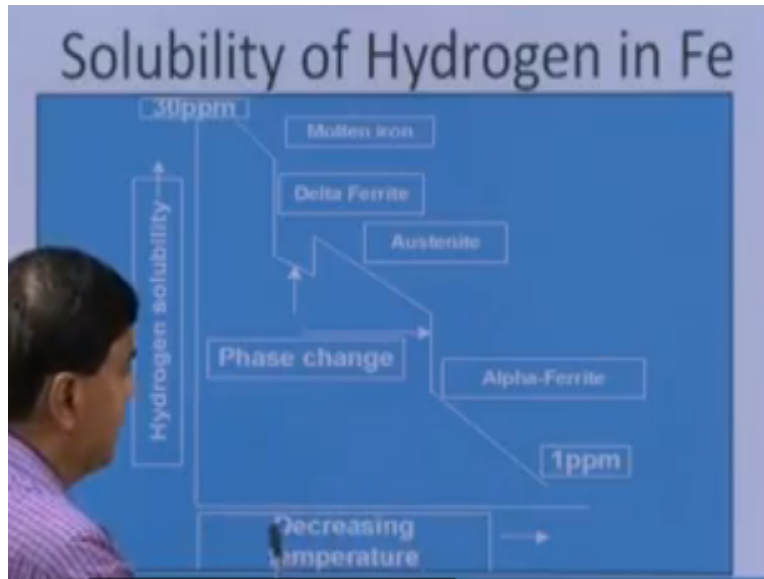 Solubility of Hydrogen in Fe
30ppm
Molten iron
Delta Ferrite
Austenite
Hydrogen solubility
Phase change
Alpha-Ferrite
1ppm
Decreasing
temperature